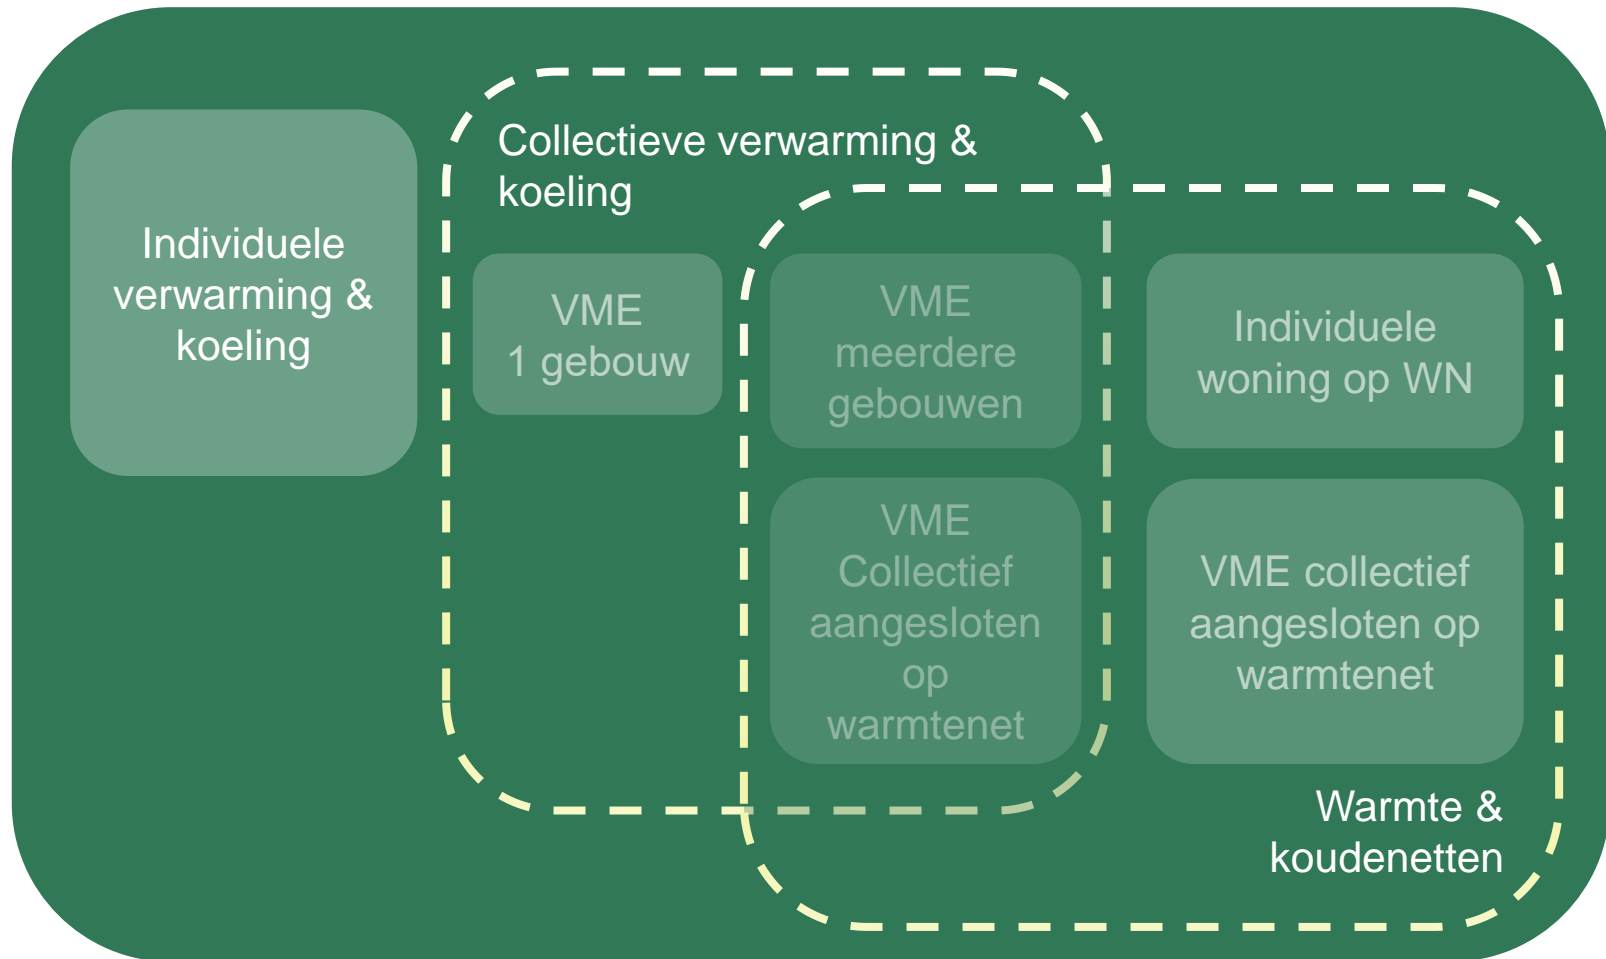 Individuele
verwarming &
koeling
Collectieve verwarming &
koeling
VME
1 gebouw
VME
meerdere
gebouwen
VME
Collectief
aangesloten
op
warmtenet
Individuele
woning op WN
VME collectief
aangesloten op
warmtenet
Warmte &
koudenetten